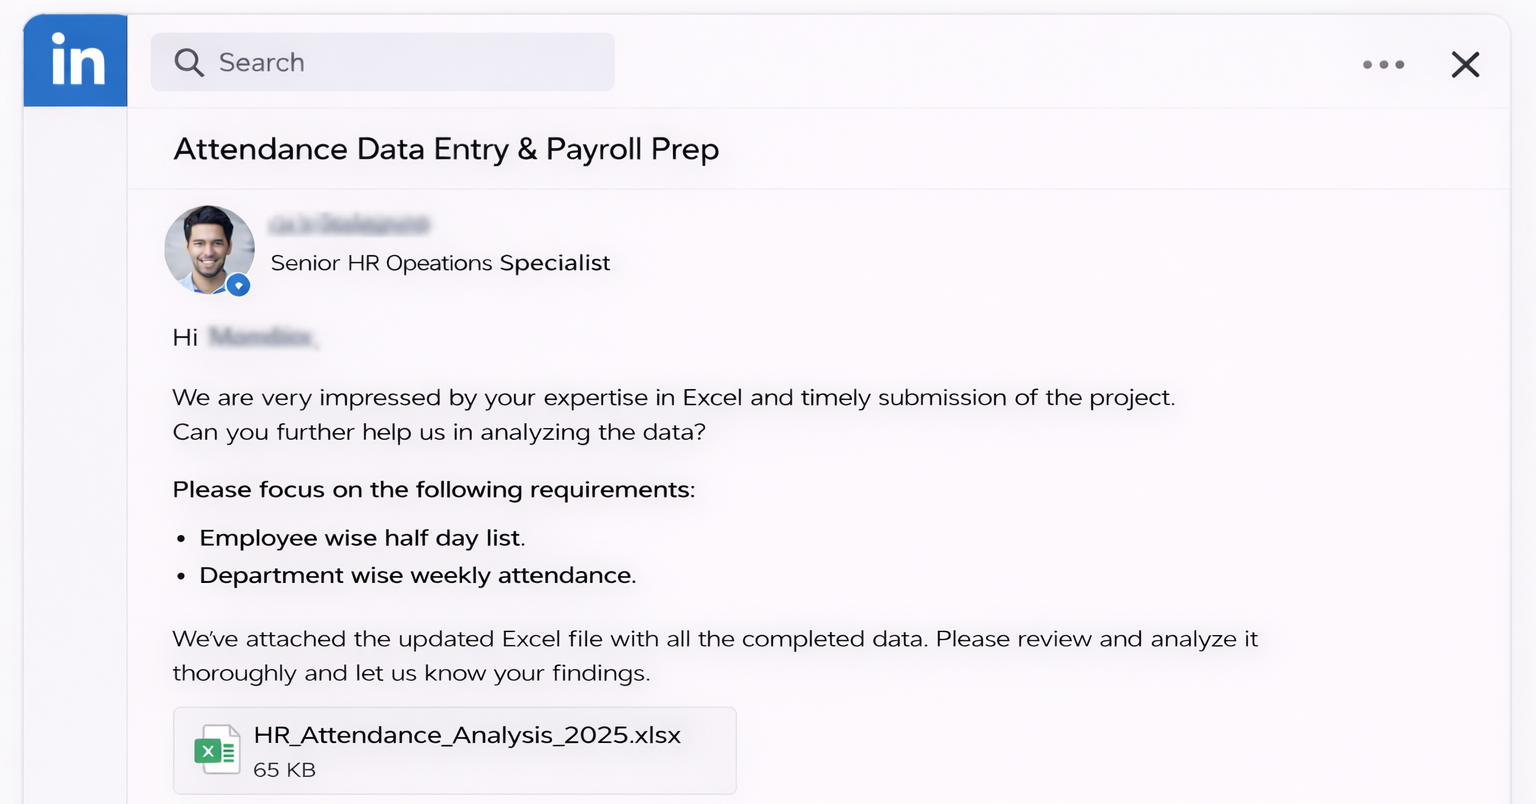 in
Search
Attendance Data Entry & Payroll Prep
Senior HR Opeations Specialist
Hi
We are very impressed by your expertise in Excel and timely submission of the project.
Can you further help us in analyzing the data?
Please focus on the following requirements:
• Employee wise half day list.
• Department wise weekly attendance.
We've attached the updated Excel file with all the completed data. Please review and analyze it
thoroughly and let us know your findings.
X
HR_Attendance_Analysis_2025.xlsx
65 KB